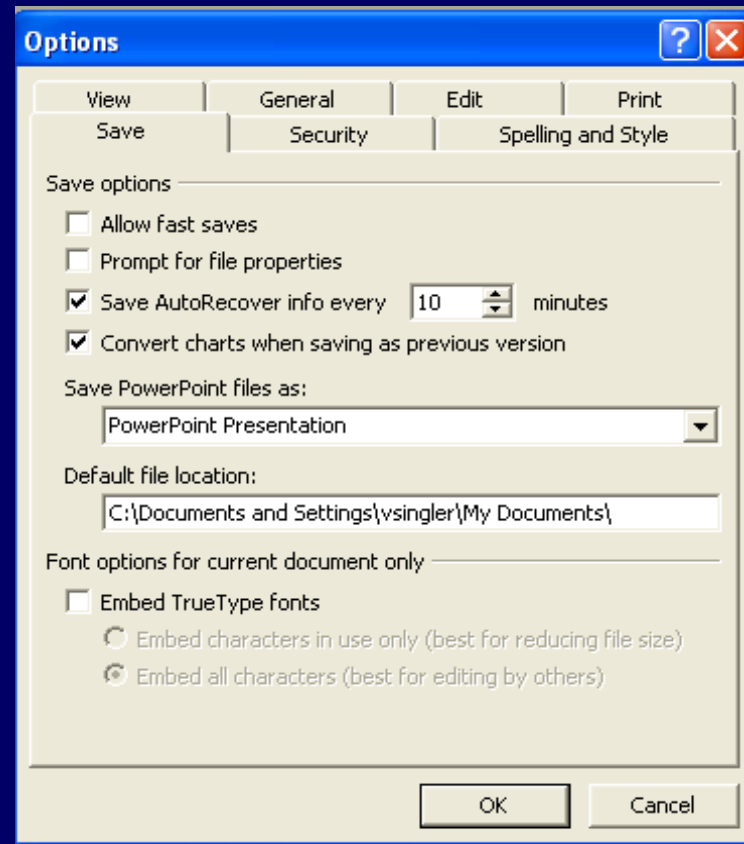 Options
View General Edit Print
Save Security Spelling and Style
Save options
Allow fast saves
Prompt for file properties
Save AutoRecover info every 10 minutes
Convert charts when saving as previous version
Save PowerPoint files as:
PowerPoint Presentation
Default file location:
C:\Documents and Settings\vsingler\My Documents\
Font options for current document only
Embed TrueType fonts
Embed characters in use only (best for reducing file size)
Embed all characters (best for editing by others)
OK Cancel